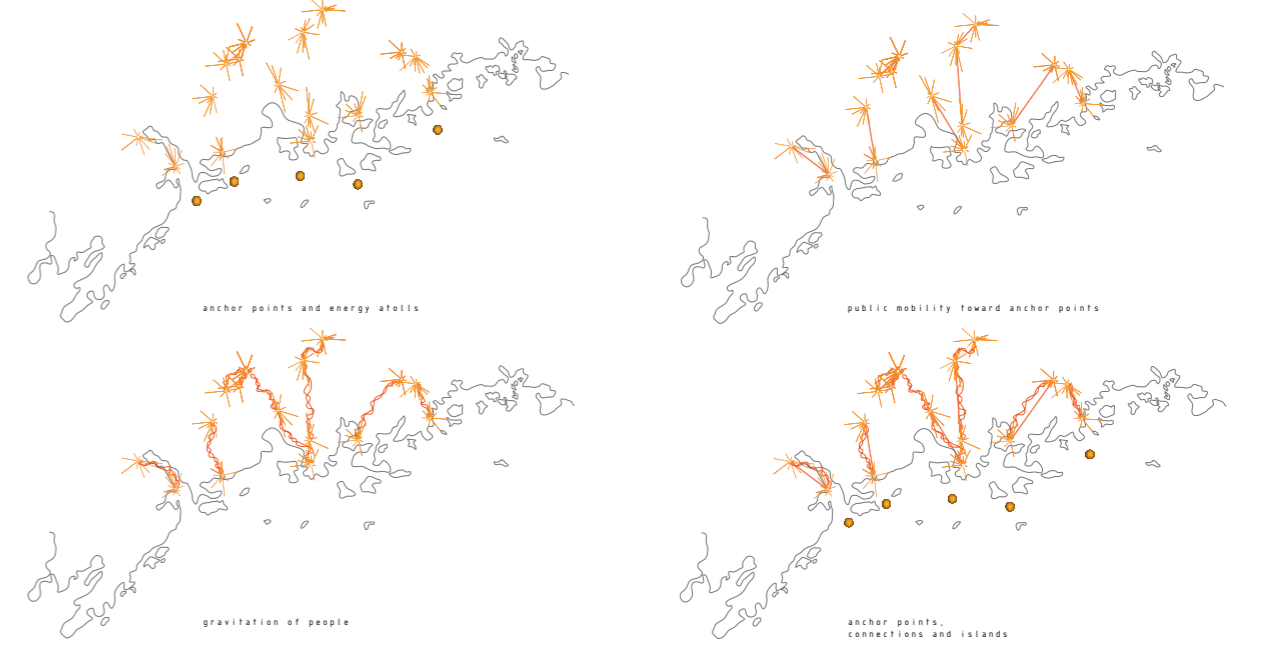 anchor points and energy atolls
public mobility toward anchor points
gravitation of people
anchor points,
connections and islands